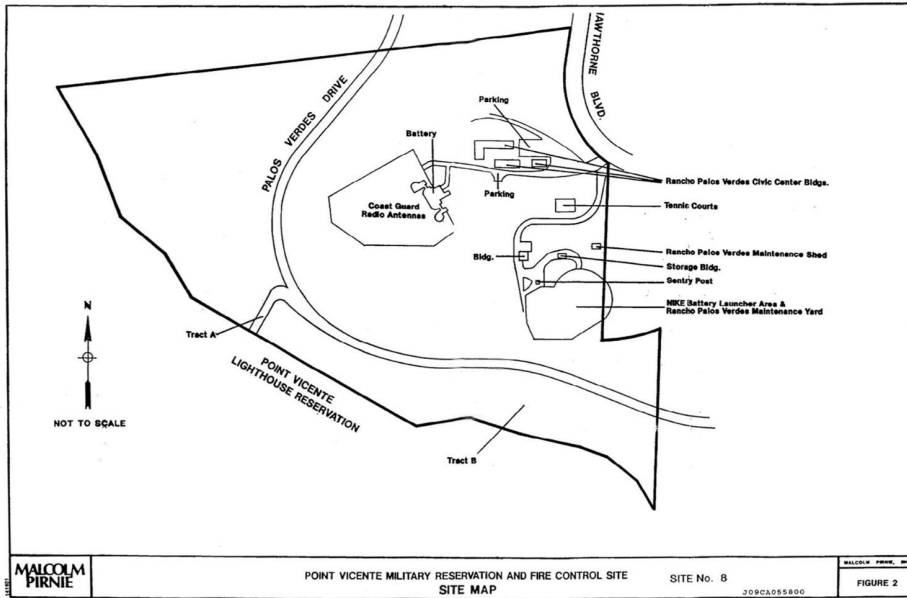 HAWTHORNE BLVD.
PALOS VERDES DRIVE
Parking
Battery
Rancho Palos Verdes Civic Center Bldgs.
Parking
Coast Guard
Radio Antennas
Tennis Courts
Rancho Palos Verdes Maintenance Shed
Bldg.
Storage Bldg.
Sentry Post
NIKE Battery Launcher Area &
Rancho Palos Verdes Maintenance Yard
N
Tract A
POINT VICENTE
LIGHTHOUSE RESERVATION
NOT TO SCALE
Tract B
MALCOLM
PIRNIE
POINT VICENTE MILITARY RESERVATION AND FIRE CONTROL SITE
SITE MAP
SITE No. 8
J09CA055800
MALCOLM PIRNIE,
FIGURE 2